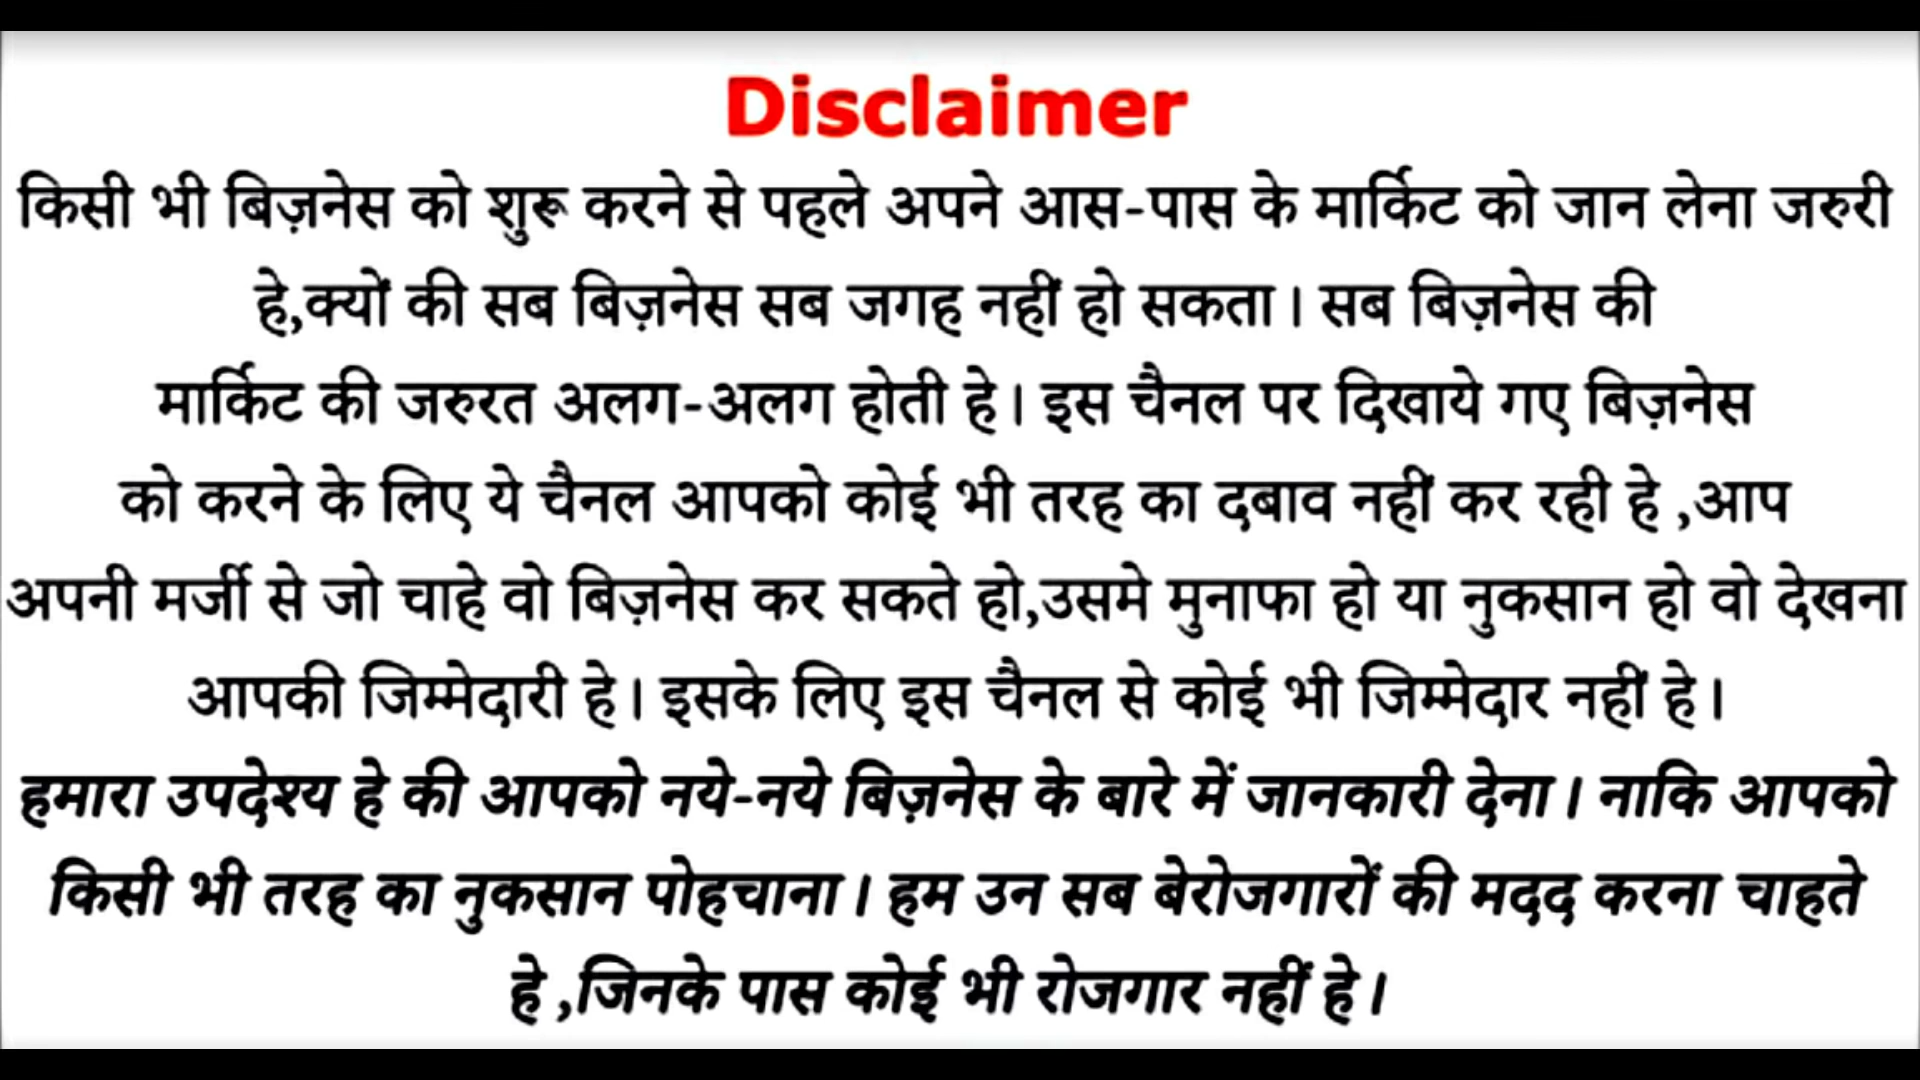 Disclaimer
किसी भी बिज़नेस को शुरू करने से पहले अपने आस-पास के मार्किट को जान लेना जरुरी
हे,क्यों की सब बिज़नेस सब जगह नहीं हो सकता। सब बिज़नेस की
मार्किट की जरुरत अलग-अलग होती हे। इस चैनल पर दिखाये गए बिज़नेस
को करने के लिए ये चैनल आपको कोई भी तरह का दबाव नहीं कर रही हे ,आप
अपनी मर्जी से जो चाहे वो बिज़नेस कर सकते हो,उसमे मुनाफा हो या नुकसान हो वो देखना
आपकी जिम्मेदारी हे। इसके लिए इस चैनल से कोई भी जिम्मेदार नहीं हे।
हमारा उपदेश्य हे की आपको नये-नये बिज़नेस के बारे में जानकारी देना। नाकि आपको
किसी भी तरह का नुकसान पोहचाना। हम उन सब बेरोजगारों की मदद करना चाहते
हे ,जिनके पास कोई भी रोजगार नहीं हे।